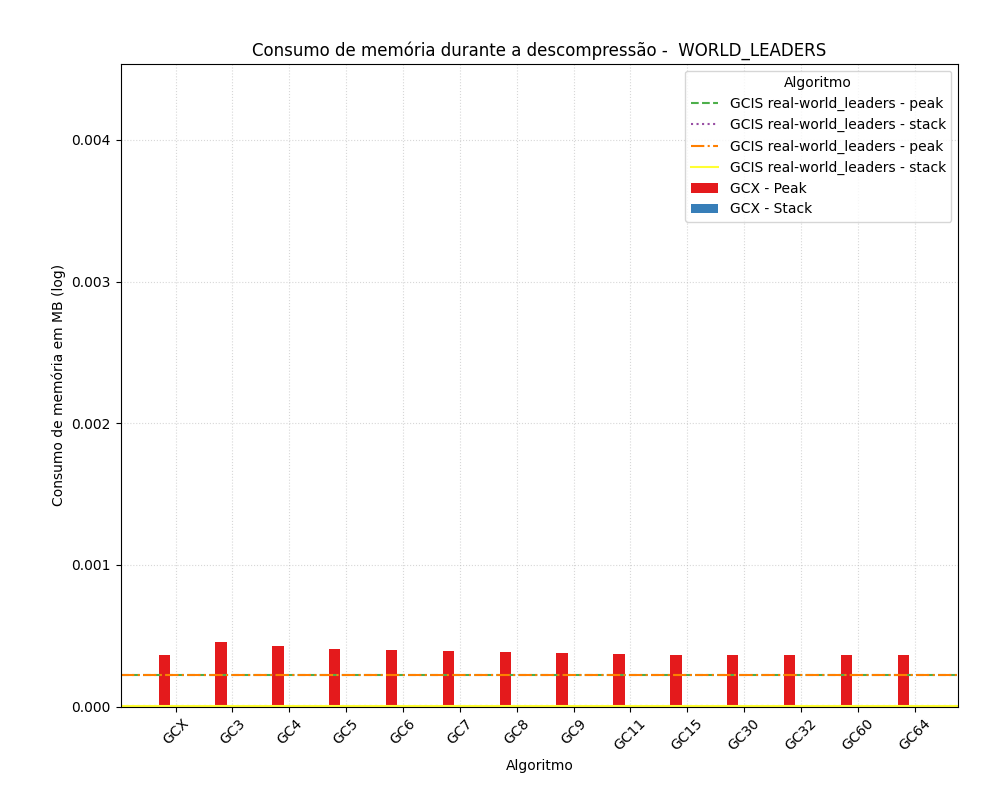 Consumo de memória durante a descompressão -  WORLD_LEADERS
Algoritmo
GCIS real-world_leaders - peak
GCIS real-world_leaders - stack
GCIS real-world_leaders - peak
GCIS real-world_leaders - stack
GCX - Peak
GCX - Stack
Consumo de memória em MB (log)
0.004
0.003
0.002
0.001
0.000
GCX GC3 GC4 GC5 GC6 GC7 GC8 GC9 GC11 GC15 GC30 GC32 GC60 GC64
Algoritmo